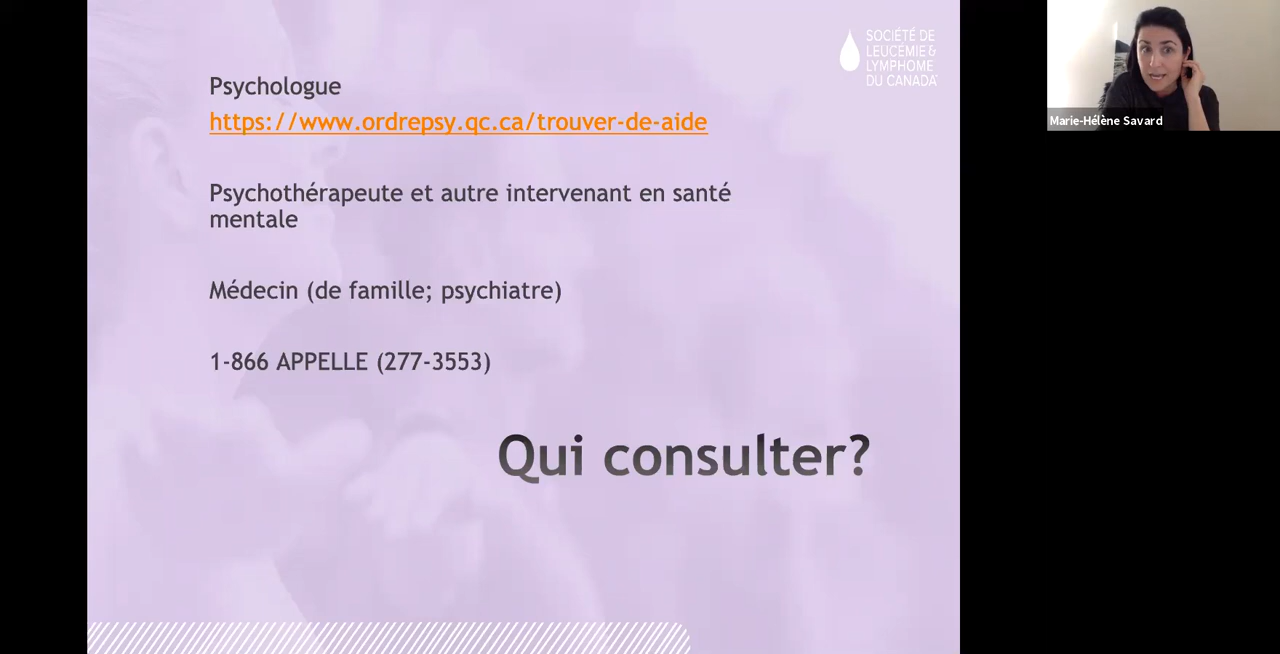 Psychologue
https://www.ordrepsy.qc.ca/trouver-de-aide
Psychothérapeute et autre intervenant en santé
mentale
Médecin (de famille; psychiatre)
1-866 APPELLE (277-3553)
Qui consulter?
SOCIÉTÉ DE
LEUCÉMIE &
LYMPHOME
DU CANADA
Marie-Hélène Savard